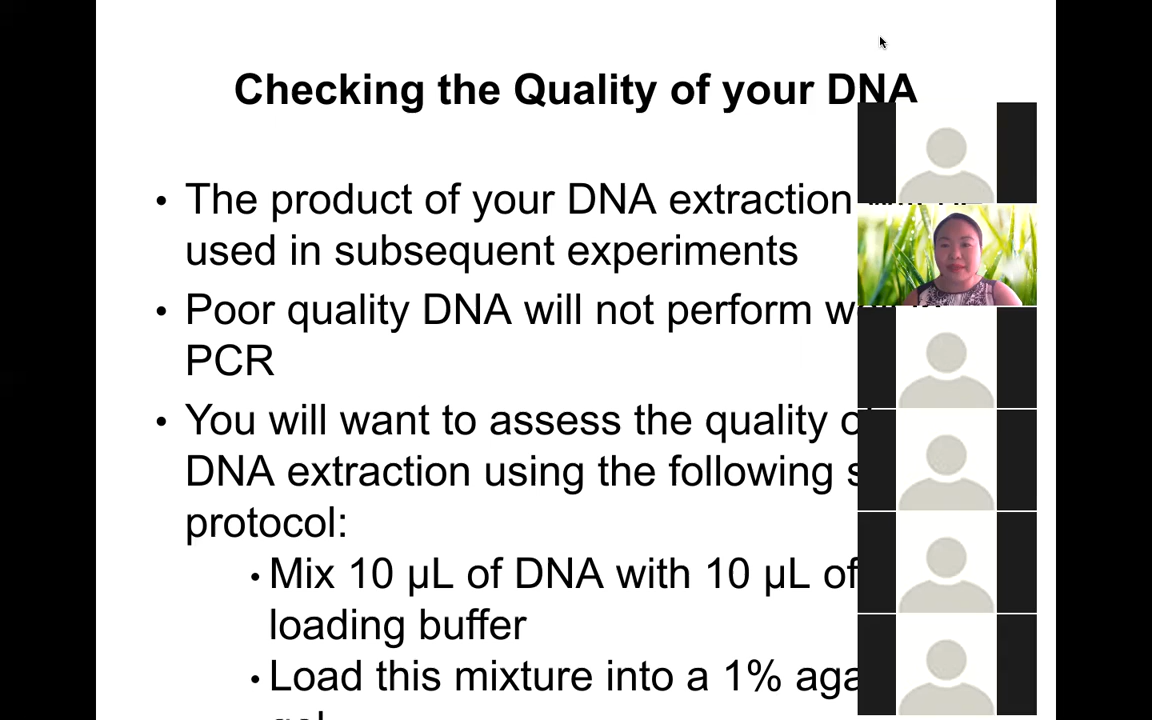 Checking the Quality of your DNA
• The product of your DNA extraction
used in subsequent experiments
• Poor quality DNA will not perform
PCR
• You will want to assess the quality
DNA extraction using the following
protocol:
• Mix 10 µL of DNA with 10 µL of
loading buffer
• Load this mixture into a 1%